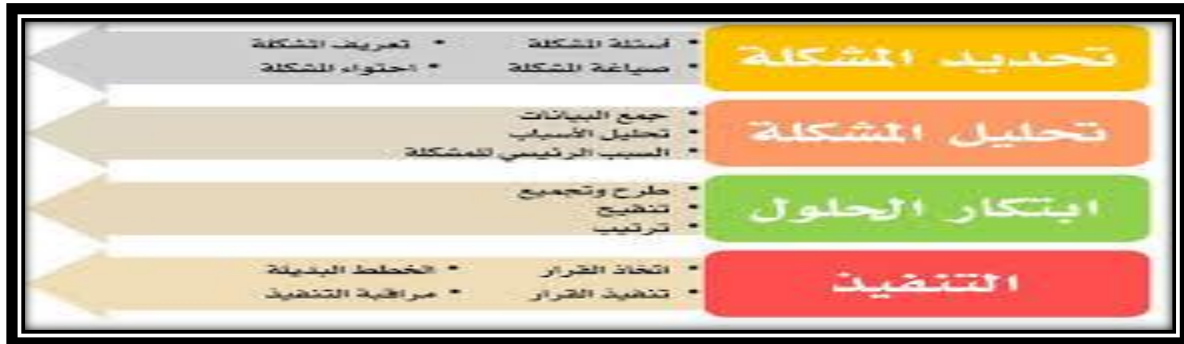 تحديد المشكلة
• أسئلة المشكلة • تعريف المشكلة
• صياغة المشكلة • احتواء المشكلة
تحليل المشكلة
• جمع البيانات
• تحليل الأسباب
• السبب الرئيسي للمشكلة
ابتكار الحلول
• طرح وتجميع
• تنقيح
• ترتيب
التنفيذ
• اتخاذ القرار • الخطط البديلة
• تنفيذ القرار • مراقبة التنفيذ